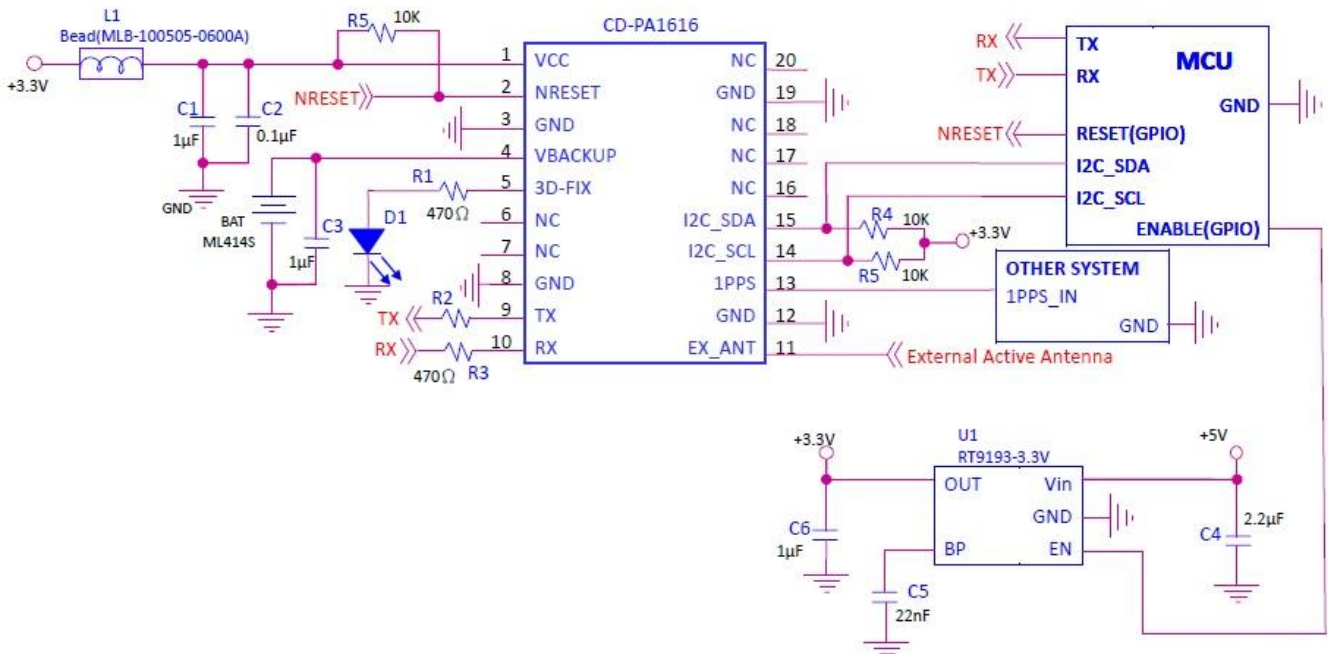 L1
Bead(MLB-100505-0600A)
+3.3V
R5
10K
C1
1µF
C2
0.1µF
GND
NRESET
BAT
ML414S
C3
1µF
R1
470Ω
D1
TX
R2
RX
470Ω
R3
CD-PA1616
1
VCC
2
NRESET
3
GND
4
VBACKUP
5
3D-FIX
6
NC
7
NC
8
GND
9
TX
10
RX
NC
20
GND
19
NC
18
NC
17
NC
16
I2C_SDA
15
I2C_SCL
14
1PPS
13
GND
12
EX_ANT
11
R4
10K
+3.3V
R5
10K
External Active Antenna
RX
TX
NRESET
MCU
TX
RX
GND
RESET(GPIO)
I2C_SDA
I2C_SCL
ENABLE(GPIO)
OTHER SYSTEM
1PPS_IN
GND
+3.3V
U1
RT9193-3.3V
+5V
OUT
Vin
GND
BP
EN
C6
1µF
C5
22nF
C4
2.2µF